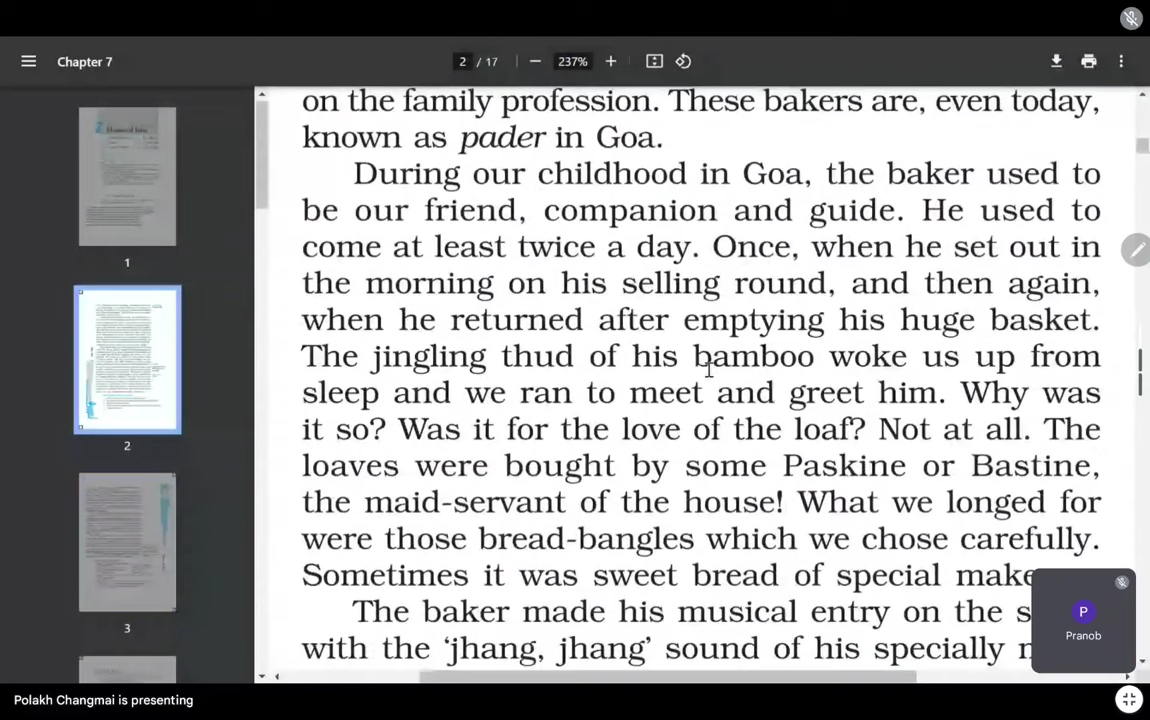 Chapter 7
2 / 17
237%
on the family profession. These bakers are, even today,
known as pader in Goa.
During our childhood in Goa, the baker used to
be our friend, companion and guide. He used to
come at least twice a day. Once, when he set out in
the morning on his selling round, and then again,
when he returned after emptying his huge basket.
The jingling thud of his bamboo woke us up from
sleep and we ran to meet and greet him. Why was
it so? Was it for the love of the loaf? Not at all. The
loaves were bought by some Paskine or Bastine,
the maid-servant of the house! What we longed for
were those bread-bangles which we chose carefully.
Sometimes it was sweet bread of special make
The baker made his musical entry on the
with the ‘jhang, jhang’ sound of his specially
1
2
3
P
Pranob
Polakh Changmai is presenting